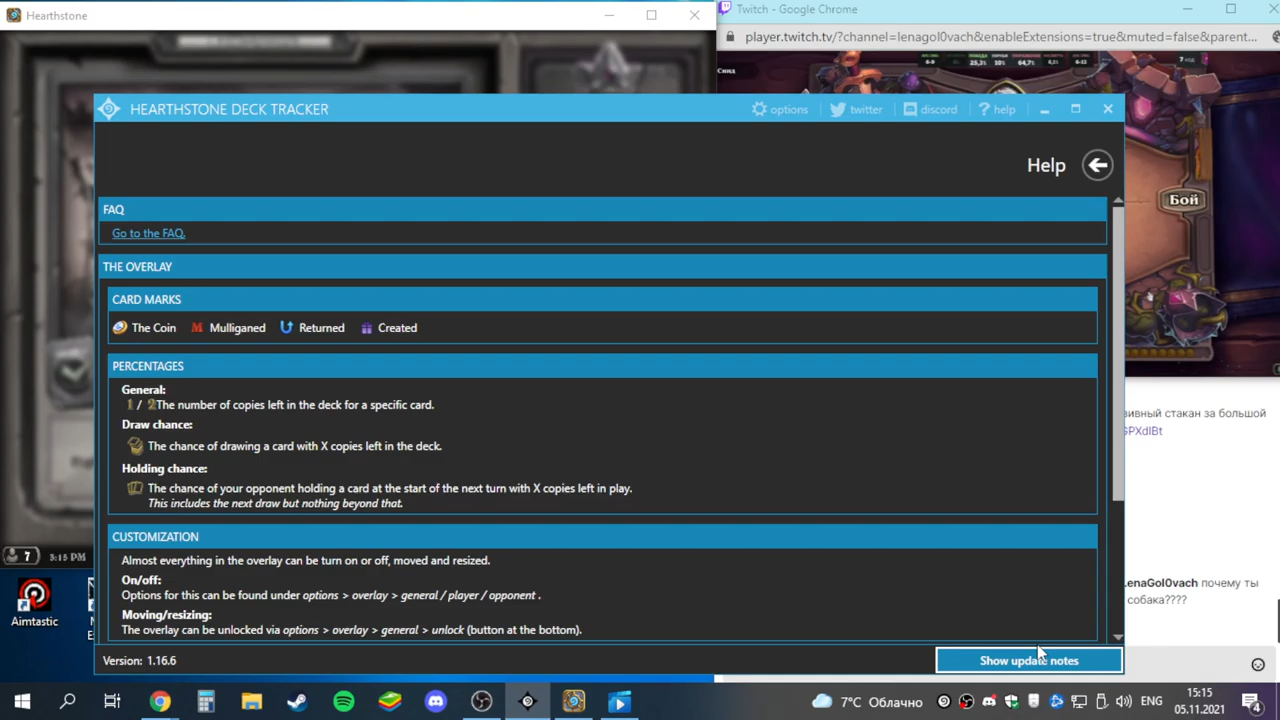 Hearthstone
Twitch - Google Chrome
player.twitch.tv/?channel=lenagol0vach&enableExtensions=true&muted=false&parent...
HEARTHSTONE DECK TRACKER
options
twitter
discord
? help
Help
FAQ
Go to the FAQ.
THE OVERLAY
CARD MARKS
The Coin
M Mulliganed
Returned
Created
PERCENTAGES
General:
1 / 2 The number of copies left in the deck for a specific card.
Draw chance:
The chance of drawing a card with X copies left in the deck.
Holding chance:
The chance of your opponent holding a card at the start of the next turn with X copies left in play.
This includes the next draw but nothing beyond that.
CUSTOMIZATION
Almost everything in the overlay can be turn on or off, moved and resized.
On/off:
Options for this can be found under options > overlay > general / player / opponent .
Moving/resizing:
The overlay can be unlocked via options > overlay > general > unlock (button at the bottom).
Version: 1.16.6
Show update notes
Бой
зивный стакан за большой
GPXdlBt
LenaGol0vach почему ты
собака????
7
3:15 PM
Aimtastic
7°C Облачно
ENG
15:15
05.11.2021
4